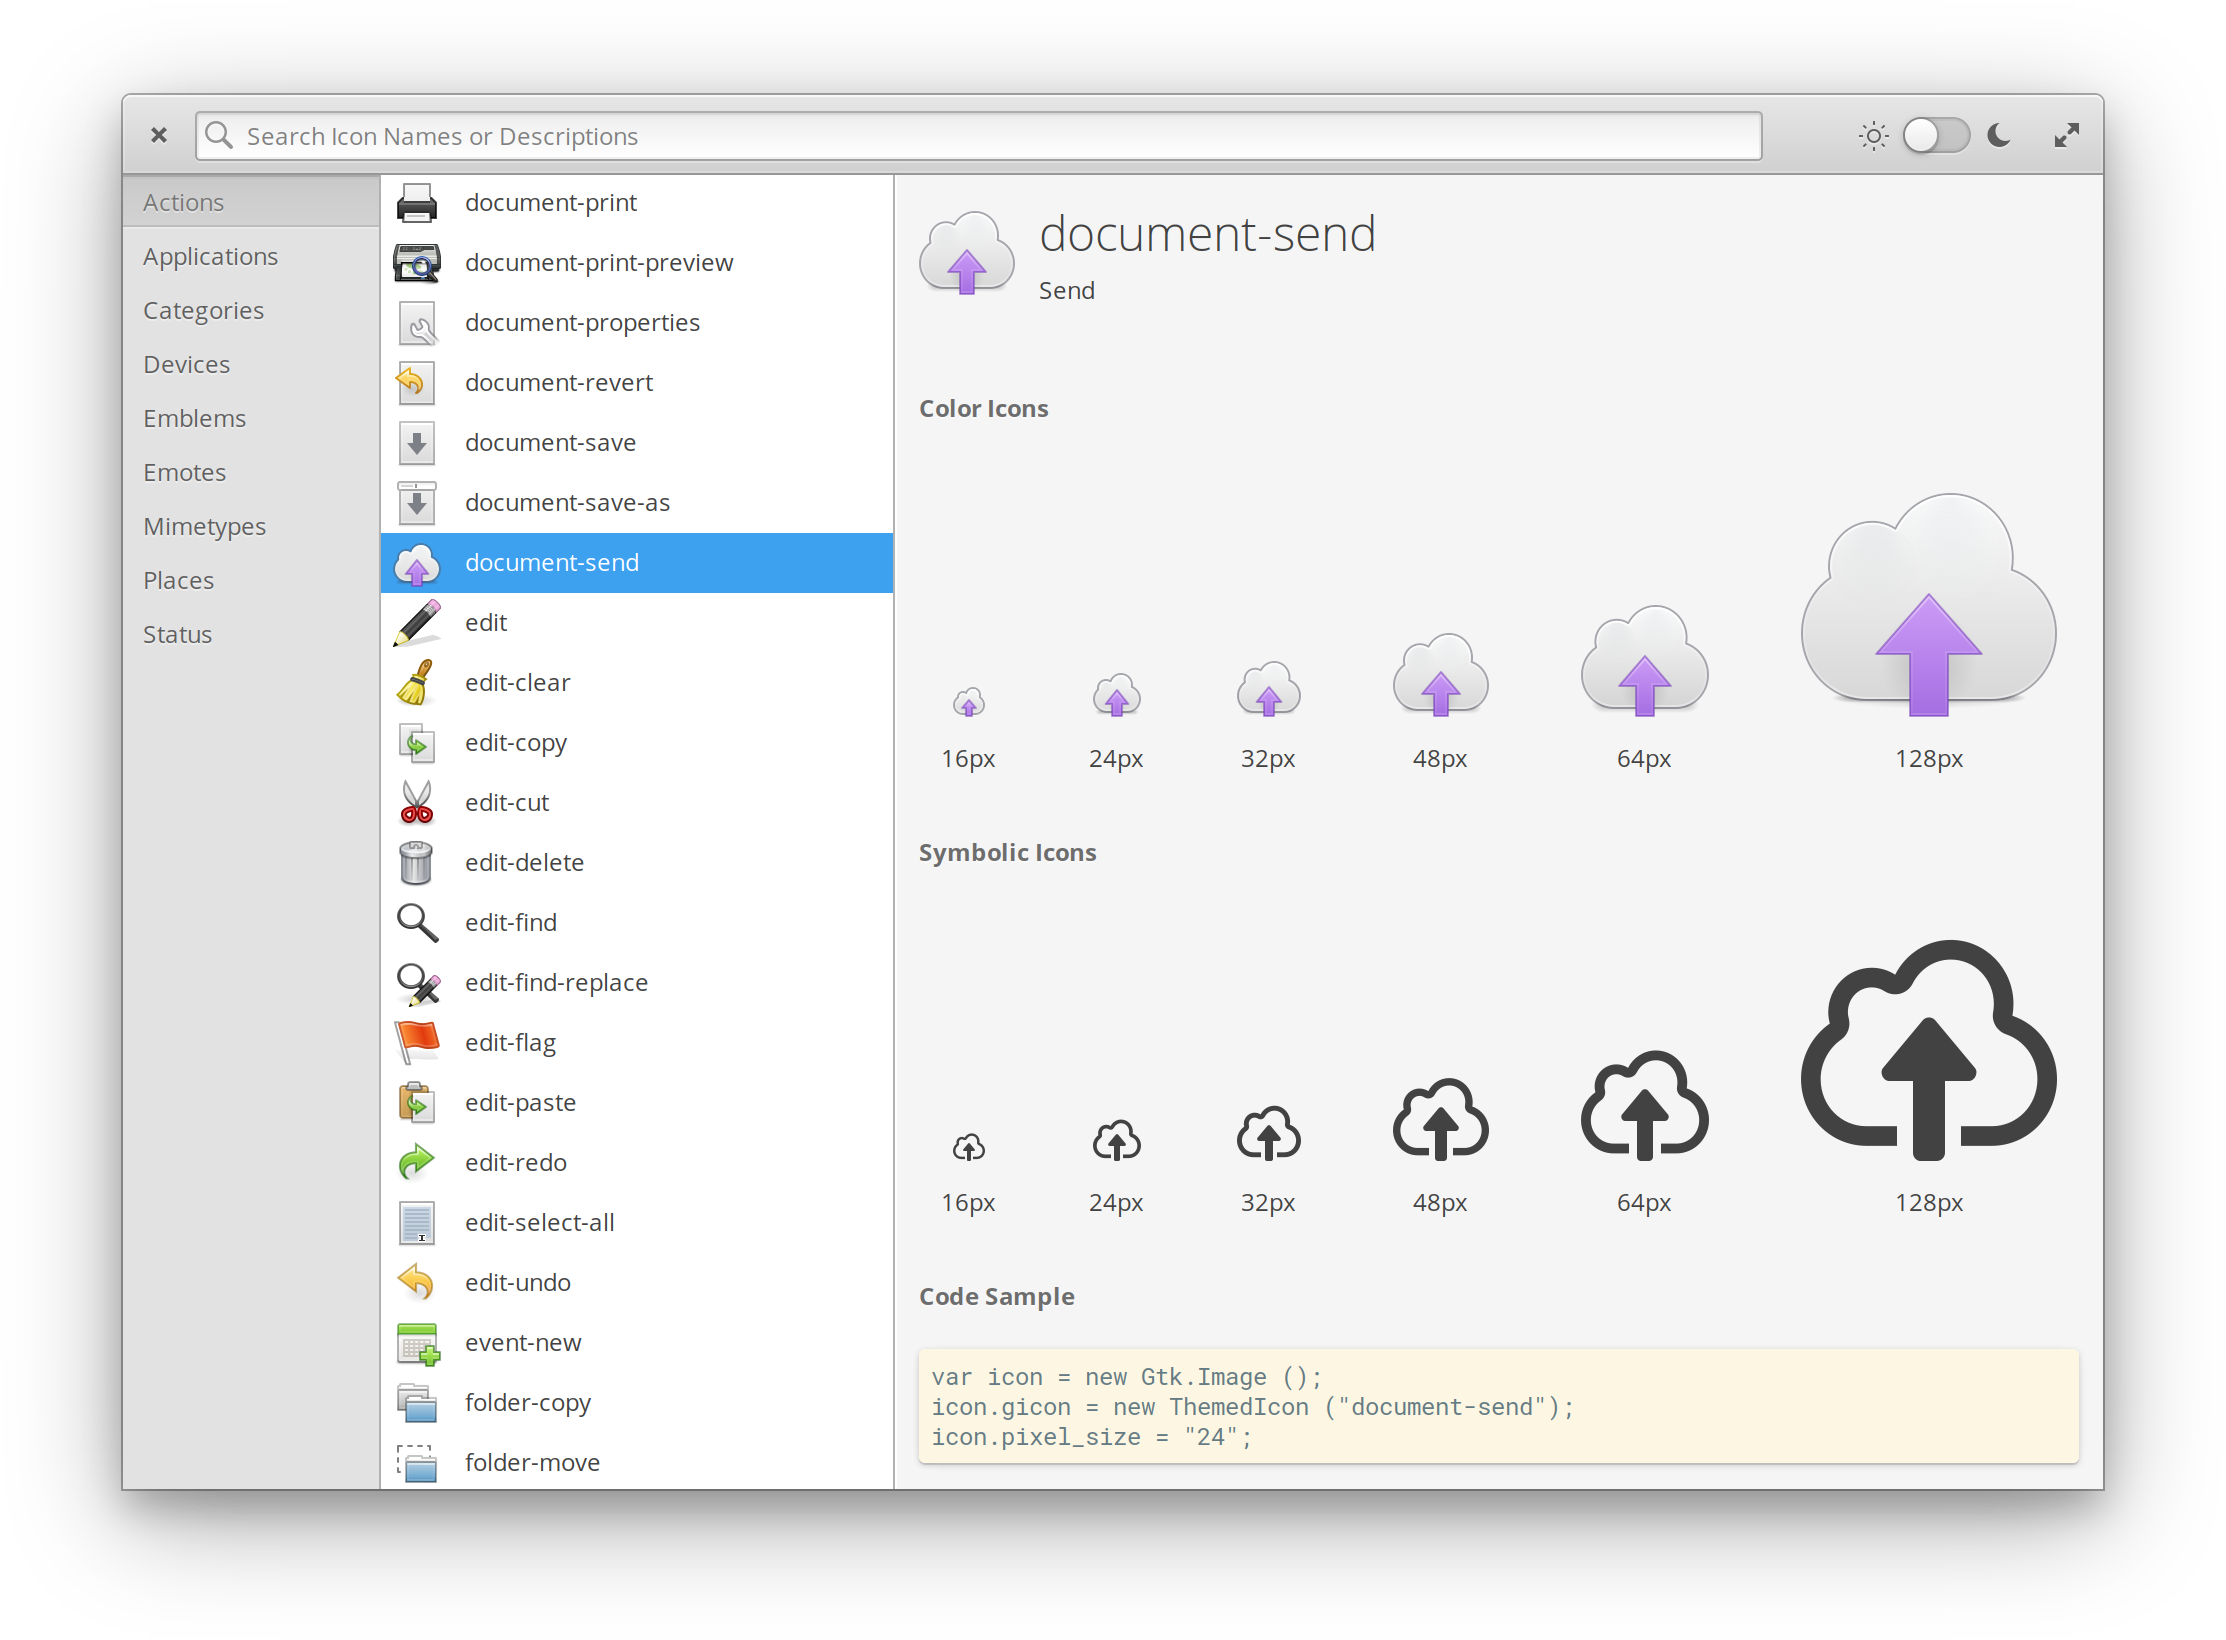 Search Icon Names or Descriptions
Actions
Applications
Categories
Devices
Emblems
Emotes
Mimetypes
Places
Status
document-print
document-print-preview
document-properties
document-revert
document-save
document-save-as
document-send
edit
edit-clear
edit-copy
edit-cut
edit-delete
edit-find
edit-find-replace
edit-flag
edit-paste
edit-redo
edit-select-all
edit-undo
event-new
folder-copy
folder-move
document-send
Send
Color Icons
16px 24px 32px 48px 64px 128px
Symbolic Icons
16px 24px 32px 48px 64px 128px
Code Sample
var icon = new Gtk.Image ();
icon.gicon = new ThemedIcon ("document-send");
icon.pixel_size = "24";